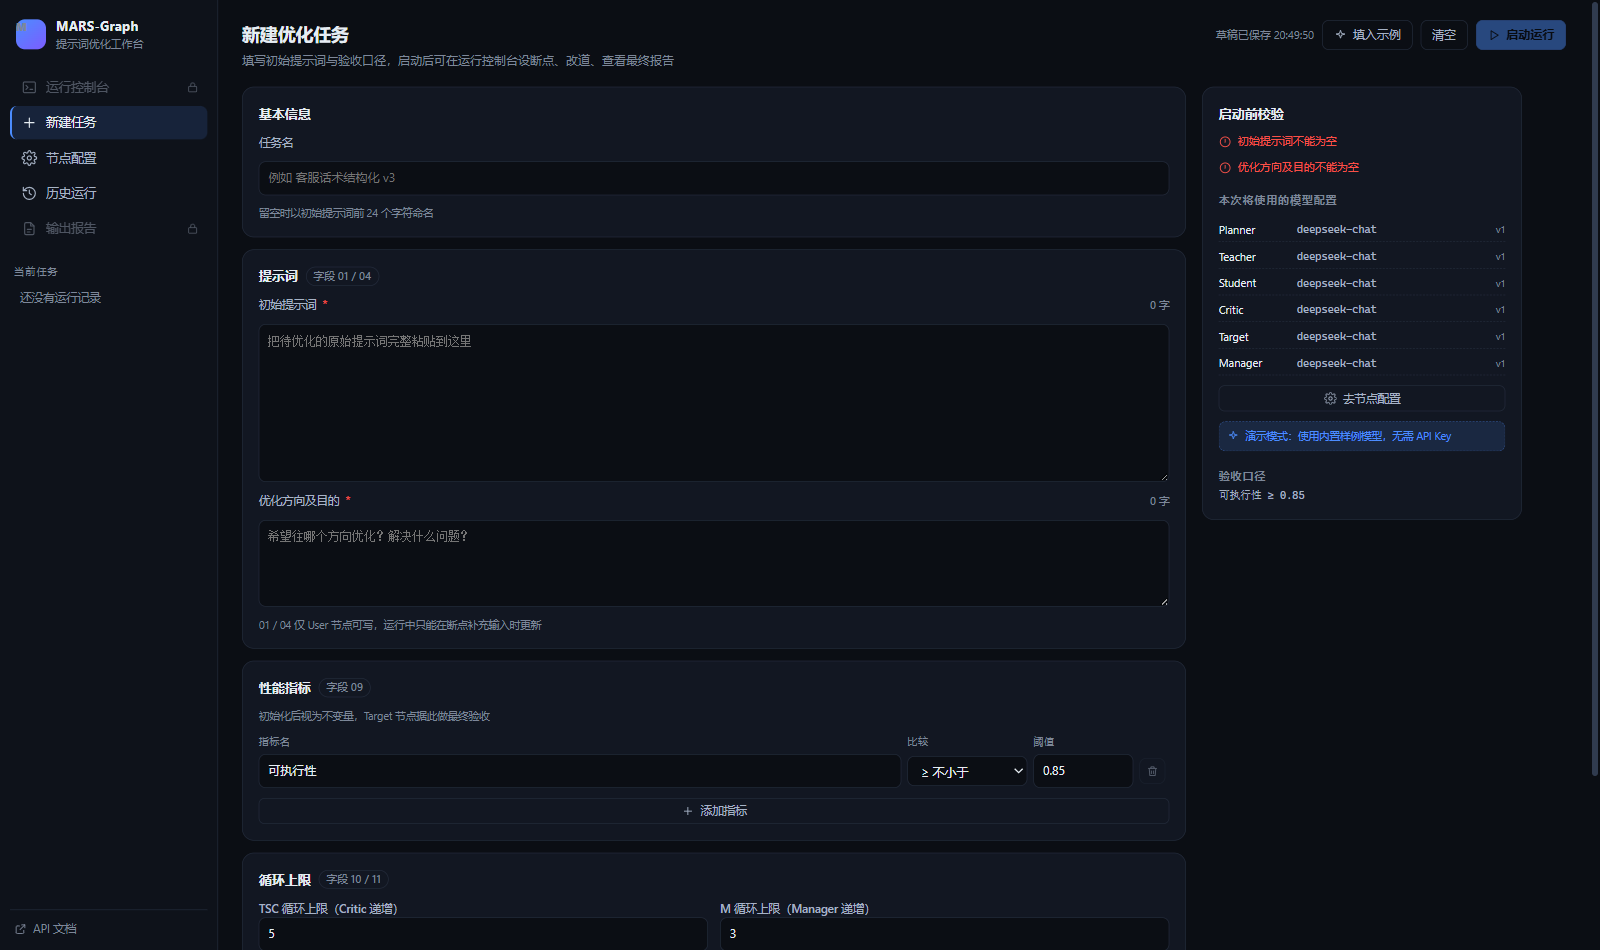 MARS-Graph
提示词优化工作台
运行控制台
新建任务
节点配置
历史运行
输出报告
当前任务
还没有运行记录
API 文档
新建优化任务
填写初始提示词与验收口径，启动后可在运行控制台设断点、改道、查看最终报告
草稿已保存 20:49:50
填入示例
清空
启动运行
基本信息
任务名
例如 客服话术结构化 v3
留空时以初始提示词前 24 个字符命名
提示词 字段 01 / 04
初始提示词 * 0 字
把待优化的原始提示词完整粘贴到这里
优化方向及目的 * 0 字
希望往哪个方向优化？解决什么问题？
01 / 04 仅 User 节点可写，运行中只能在断点补充输入时更新
性能指标 字段 09
初始化后视为不变量，Target 节点据此做最终验收
指标名 比较 阈值
可执行性 ≥ 不小于 0.85
添加指标
循环上限 字段 10 / 11
TSC 循环上限（Critic 递增） M 循环上限（Manager 递增）
5 3
启动前校验
初始提示词不能为空
优化方向及目的不能为空
本次将使用的模型配置
Planner deepseek-chat v1
Teacher deepseek-chat v1
Student deepseek-chat v1
Critic deepseek-chat v1
Target deepseek-chat v1
Manager deepseek-chat v1
去节点配置
演示模式：使用内置样例模型，无需 API Key
验收口径
可执行性 ≥ 0.85